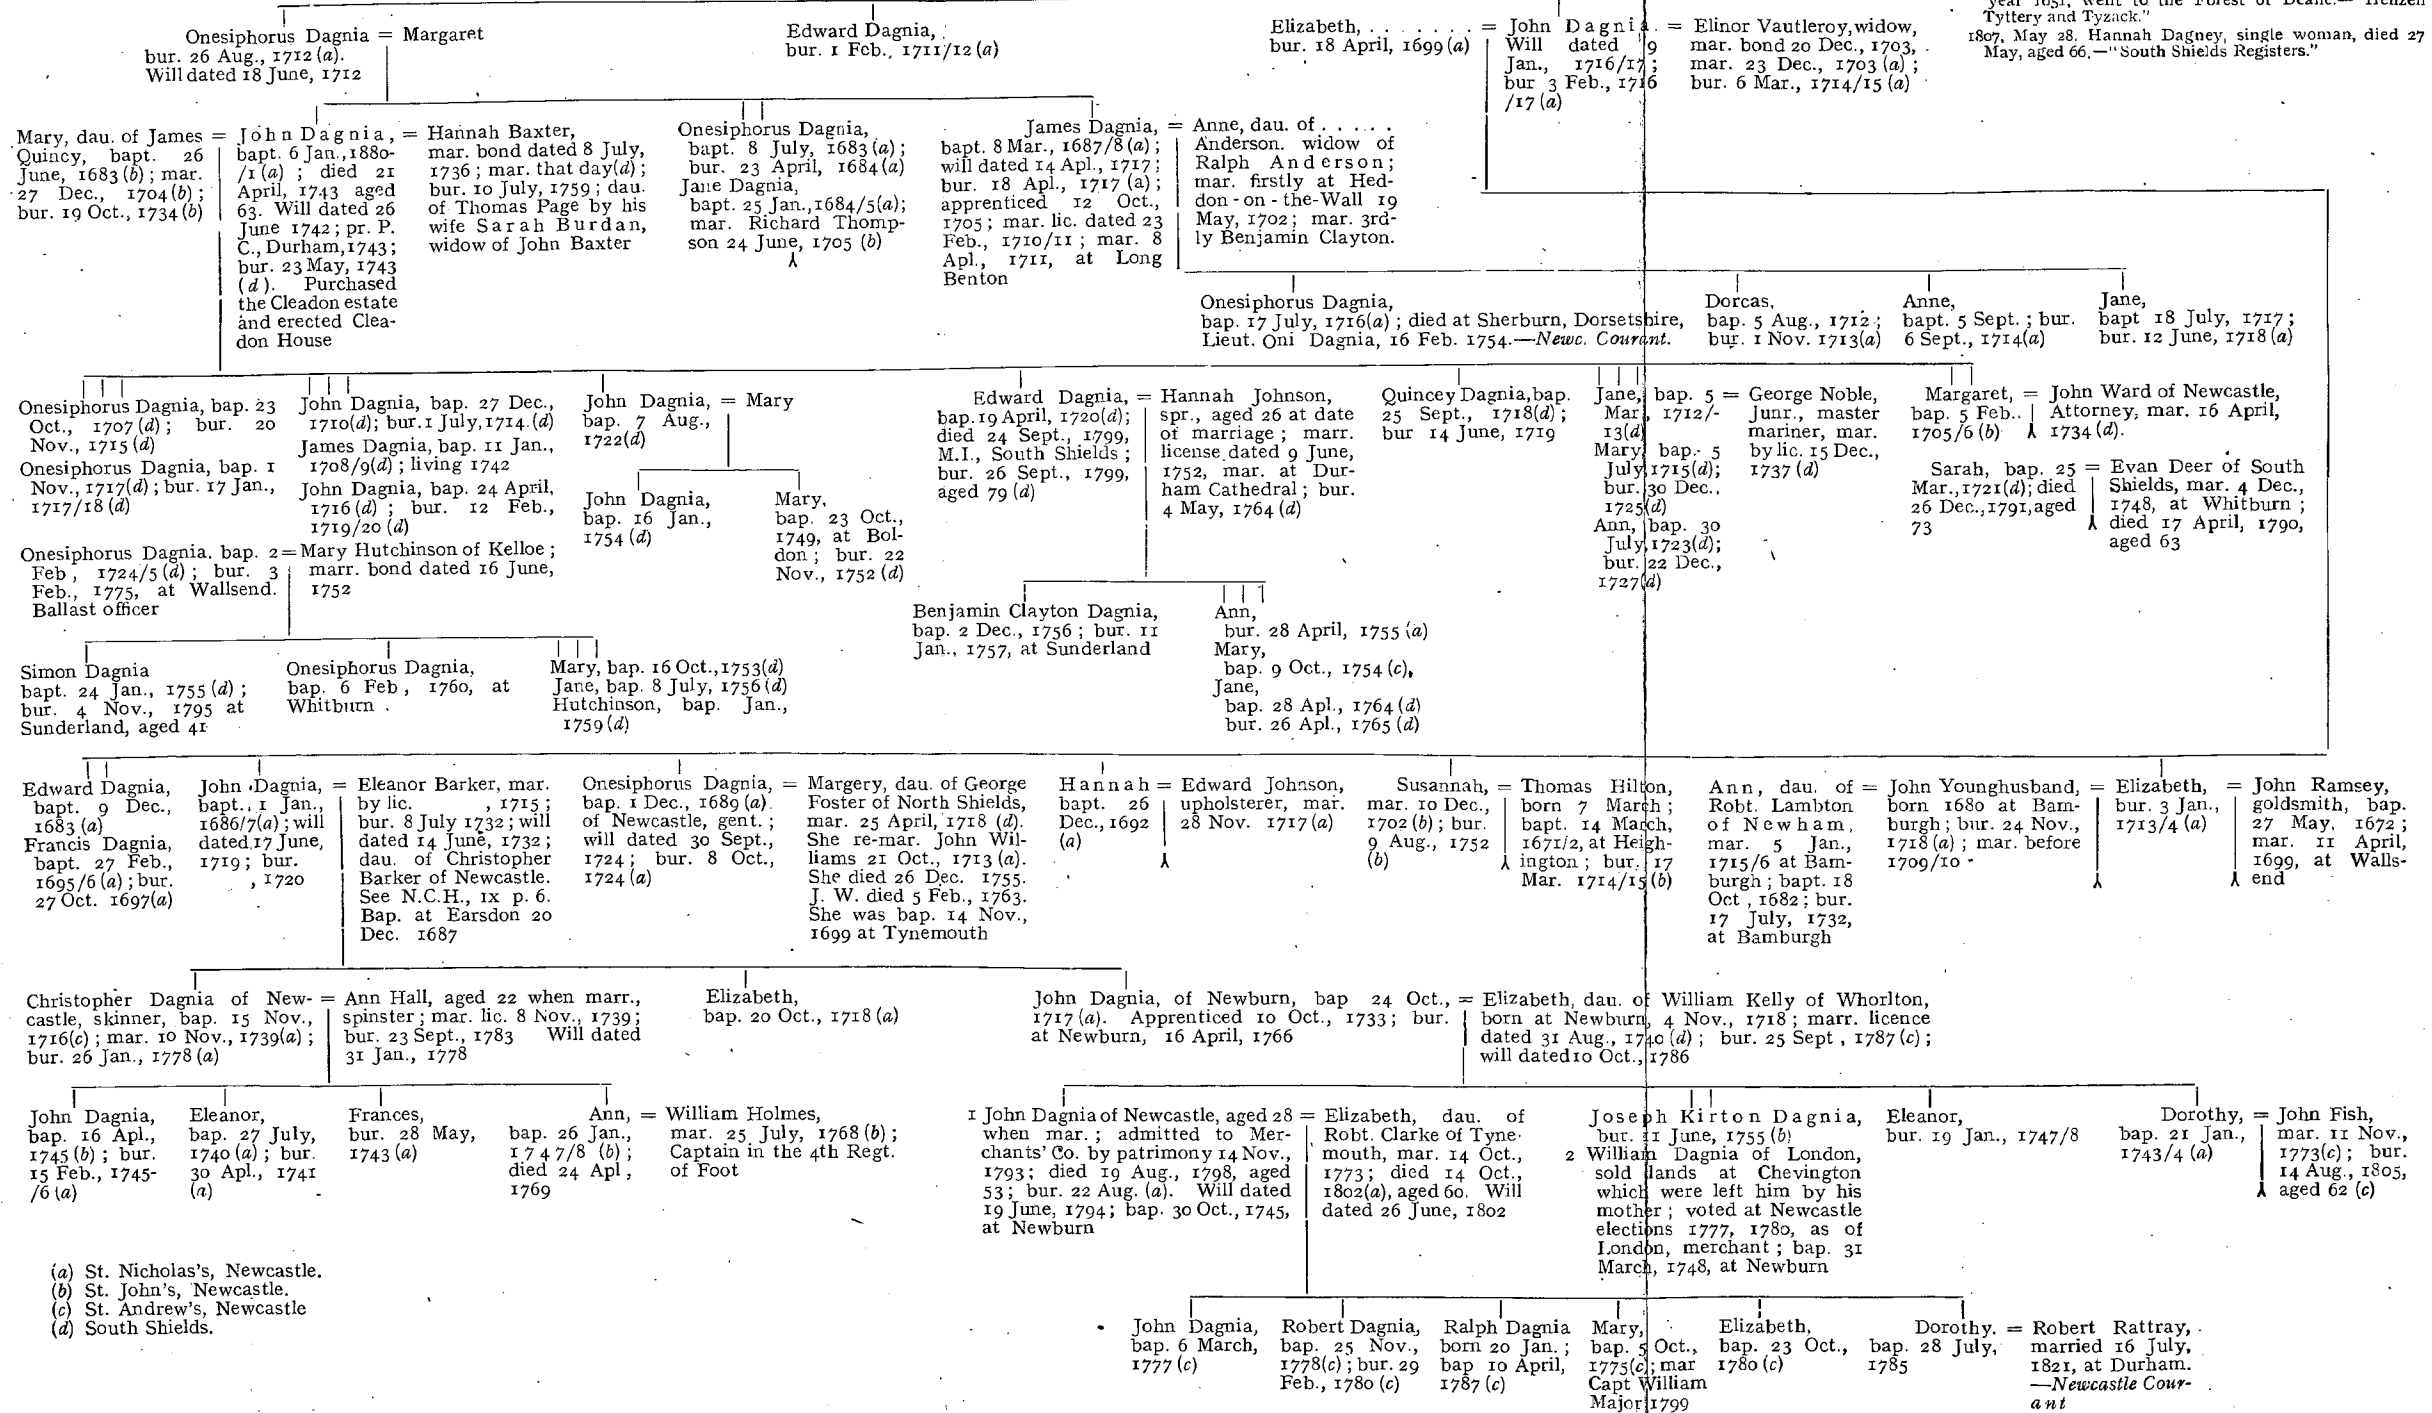 year 1651, went to the Forest of Deane.— Henzell
Tyttery and Tyzack."
1807, May 28. Hannah Dagney, single woman, died 27
May, aged 66.—"South Shields Registers."
Onesiphorus Dagnia = Margaret
bur. 26 Aug., 1712 (a).
Will dated 18 June, 1712
Edward Dagnia,
bur. 1 Feb., 1711/12 (a)
Elizabeth, . . . . . . . =
bur. 18 April, 1699 (a)
John Dagnia. =
Will dated 9
Jan., 1716/17;
bur 3 Feb., 1716
/17 (a)
Elinor Vautleroy, widow,
mar. bond 20 Dec., 1703,
mar. 23 Dec., 1703 (a) ;
bur. 6 Mar., 1714/15 (a)
Mary, dau. of James =
Quincy, bapt. 26
June, 1683 (b) ; mar.
27 Dec., 1704 (b) ;
bur. 19 Oct., 1734 (b)
John Dagnia, =
bapt. 6 Jan., 1880-
/1 (a) ; died 21
April, 1743 aged
63. Will dated 26
June 1742; pr. P.
C., Durham, 1743;
bur. 23 May, 1743
(d). Purchased
the Cleadon estate
and erected Clea-
don House
Hannah Baxter,
mar. bond dated 8 July,
1736 ; mar. that day (d) ;
bur. 10 July, 1759 ; dau.
of Thomas Page by his
wife Sarah Burdan,
widow of John Baxter
Onesiphorus Dagnia,
bapt. 8 July, 1683 (a) ;
bur. 23 April, 1684 (a)
Jane Dagnia,
bapt. 25 Jan., 1684/5 (a);
mar. Richard Thomp-
son 24 June, 1705 (b)
James Dagnia, =
bapt. 8 Mar., 1687/8 (a) ;
will dated 14 Apl., 1717;
bur. 18 Apl., 1717 (a) ;
apprenticed 12 Oct.,
1705 ; mar. lic. dated 23
Feb., 1710/11 ; mar. 8
Apl., 1711, at Long
Benton
Anne, dau. of . . . . .
Anderson. widow of
Ralph Anderson;
mar. firstly at Hed-
don-on-the-Wall 19
May, 1702 ; mar. 3rd-
ly Benjamin Clayton.
Onesiphorus Dagnia,
bap. 17 July, 1716 (a) ; died at Sherburn, Dorsetshire,
Lieut. Oni Dagnia, 16 Feb. 1754.—Newc. Courant.
Dorcas,
bap. 5 Aug., 1712 ;
bur. 1 Nov. 1713 (a)
Anne,
bapt. 5 Sept. ; bur.
6 Sept., 1714 (a)
Jane,
bapt 18 July, 1717 ;
bur. 12 June, 1718 (a)
Onesiphorus Dagnia, bap. 23
Oct., 1707 (d) ; bur. 20
Nov., 1715 (d)
Onesiphorus Dagnia, bap. 1
Nov., 1717 (d) ; bur. 17 Jan.,
1717/18 (d)
Onesiphorus Dagnia, bap. 2 =
Feb, 1724/5 (d) ; bur. 3
Feb., 1775, at Wallsend.
Ballast officer
John Dagnia, bap. 27 Dec.,
1710 (d) ; bur. 1 July, 1714. (d)
James Dagnia, bap. 11 Jan.,
1708/9 (d) ; living 1742
John Dagnia, bap. 24 April,
1716 (d) ; bur. 12 Feb.,
1719/20 (d)
Mary Hutchinson of Kelloe ;
marr. bond dated 16 June,
1752
John Dagnia, = Mary
bap. 7 Aug.,
1722 (d)
John Dagnia,
bap. 16 Jan.,
1754 (d)
Mary,
bap. 23 Oct.,
1749, at Bol-
don ; bur. 22
Nov., 1752 (d)
Edward Dagnia, =
bap. 19 April, 1720 (d);
died 24 Sept., 1799,
M.I., South Shields ;
bur. 26 Sept., 1799,
aged 79 (d)
Hannah Johnson,
spr., aged 26 at date
of marriage ; marr.
license dated 9 June,
1752, mar. at Dur-
ham Cathedral ; bur.
4 May, 1764 (d)
Quincey Dagnia, bap.
25 Sept., 1718 (d) ;
bur 14 June, 1719
Jane, bap. 5 =
Mar, 1712/-
13 (d)
Mary bap. 5
July 1715 (d);
bur. 30 Dec.,
1725 (d)
Ann, bap. 30
July, 1723 (d);
bur. 22 Dec.,
1727 (d)
George Noble,
Junr., master
mariner, mar.
by lic. 15 Dec.,
1737 (d)
Margaret, =
bap. 5 Feb..
1705/6 (b)
John Ward of Newcastle,
Attorney, mar. 16 April,
1734 (d).
Sarah, bap. 25 =
Mar., 1721 (d); died
26 Dec., 1791, aged
73
Evan Deer of South
Shields, mar. 4 Dec.,
1748, at Whitburn ;
died 17 April, 1790,
aged 63
Simon Dagnia
bapt. 24 Jan., 1755 (d) ;
bur. 4 Nov., 1795 at
Sunderland, aged 41
Onesiphorus Dagnia,
bap. 6 Feb, 1760, at
Whitburn .
Mary, bap. 16 Oct., 1753 (d)
Jane, bap. 8 July, 1756 (d)
Hutchinson, bap. Jan.,
1759 (d)
Benjamin Clayton Dagnia,
bap. 2 Dec., 1756 ; bur. 11
Jan., 1757, at Sunderland
Ann,
bur. 28 April, 1755 (a)
Mary,
bap. 9 Oct., 1754 (c),
Jane,
bap. 28 Apl., 1764 (d)
bur. 26 Apl., 1765 (d)
Edward Dagnia,
bapt. 9 Dec.,
1683 (a)
Francis Dagnia,
bapt. 27 Feb.,
1695/6 (a) ; bur.
27 Oct. 1697 (a)
John Dagnia, =
bapt. 1 Jan.,
1686/7 (a) ; will
dated 17 June,
1719; bur.
, 1720
Eleanor Barker, mar.
by lic. , 1715 ;
bur. 8 July 1732 ; will
dated 14 June, 1732 ;
dau. of Christopher
Barker of Newcastle.
See N.C.H., IX p. 6.
Bap. at Earsdon 20
Dec. 1687
Onesiphorus Dagnia, =
bap. 1 Dec., 1689 (a)
of Newcastle, gent. ;
will dated 30 Sept.,
1724 ; bur. 8 Oct.,
1724 (a)
Margery, dau. of George
Foster of North Shields,
mar. 25 April, 1718 (d).
She re-mar. John Wil-
liams 21 Oct., 1713 (a).
She died 26 Dec. 1755.
J. W. died 5 Feb., 1763.
She was bap. 14 Nov.,
1699 at Tynemouth
Hannah =
bapt. 26
Dec., 1692
(a)
Edward Johnson,
upholsterer, mar.
28 Nov. 1717 (a)
Susannah, =
mar. 10 Dec.,
1702 (b) ; bur.
9 Aug., 1752
(b)
Thomas Hilton,
born 7 March ;
bapt. 14 March,
1671/2, at Heigh-
ington ; bur. 17
Mar. 1714/15 (b)
Ann, dau. of =
Robt. Lambton
of Newham,
mar. 5 Jan.,
1715/6 at Bam-
burgh ; bapt. 18
Oct, 1682 ; bur.
17 July, 1732,
at Bamburgh
John Younghusband, =
born 1680 at Bam-
burgh ; bur. 24 Nov.,
1718 (a) ; mar. before
1709/10
Elizabeth, =
bur. 3 Jan.,
1713/4 (a)
John Ramsey,
goldsmith, bap.
27 May, 1672 ;
mar. 11 April,
1699, at Walls-
end
Christopher Dagnia of New- =
castle, skinner, bap. 15 Nov.,
1716 (c) ; mar. 10 Nov., 1739 (a) ;
bur. 26 Jan., 1778 (a)
Ann Hall, aged 22 when marr.,
spinster ; mar. lic. 8 Nov., 1739 ;
bur. 23 Sept., 1783 Will dated
31 Jan., 1778
Elizabeth,
bap. 20 Oct., 1718 (a)
John Dagnia, of Newburn, bap 24 Oct., =
1717 (a). Apprenticed 10 Oct., 1733 ; bur.
at Newburn, 16 April, 1766
Elizabeth, dau. of William Kelly of Whorlton,
born at Newburn, 4 Nov., 1718 ; marr. licence
dated 31 Aug., 1740 (d) ; bur. 25 Sept, 1787 (c) ;
will dated 10 Oct., 1786
John Dagnia,
bap. 16 Apl.,
1745 (b) ; bur.
15 Feb., 1745-
/6 (a)
Eleanor,
bap. 27 July,
1740 (a) ; bur.
30 Apl., 1741
(a)
Frances,
bur. 28 May,
1743 (a)
Ann, =
bap. 26 Jan.,
1747/8 (b) ;
died 24 Apl,
1769
William Holmes,
mar. 25 July, 1768 (b) ;
Captain in the 4th Regt.
of Foot
1 John Dagnia of Newcastle, aged 28 =
when mar. ; admitted to Mer-
chants' Co. by patrimony 14 Nov.,
1793 ; died 19 Aug., 1798, aged
53 ; bur. 22 Aug. (a). Will dated
19 June, 1794 ; bap. 30 Oct., 1745,
at Newburn
Elizabeth, dau. of
Robt. Clarke of Tyne-
mouth, mar. 14 Oct.,
1773 ; died 14 Oct.,
1802 (a), aged 60. Will
dated 26 June, 1802
Joseph Kirton Dagnia,
bur. 11 June, 1755 (b)
2 William Dagnia of London,
sold lands at Chevington
which were left him by his
mother ; voted at Newcastle
elections 1777, 1780, as of
London, merchant ; bap. 31
March, 1748, at Newburn
Eleanor,
bur. 19 Jan., 1747/8
Dorothy, =
bap. 21 Jan.,
1743/4 (a)
John Fish,
mar. 11 Nov.,
1773 (c) ; bur.
14 Aug., 1805,
aged 62 (c)
(a) St. Nicholas's, Newcastle.
(b) St. John's, Newcastle.
(c) St. Andrew's, Newcastle
(d) South Shields.
John Dagnia,
bap. 6 March,
1777 (c)
Robert Dagnia,
bap. 25 Nov.,
1778 (c) ; bur. 29
Feb., 1780 (c)
Ralph Dagnia
born 20 Jan. ;
bap 10 April,
1787 (c)
Mary,
bap. 5 Oct.,
1775 (c) ; mar
Capt William
Major 1799
Elizabeth,
bap. 23 Oct.,
1780 (c)
Dorothy. =
bap. 28 July,
1785
Robert Rattray,
married 16 July,
1821, at Durham.
—Newcastle Cour-
ant